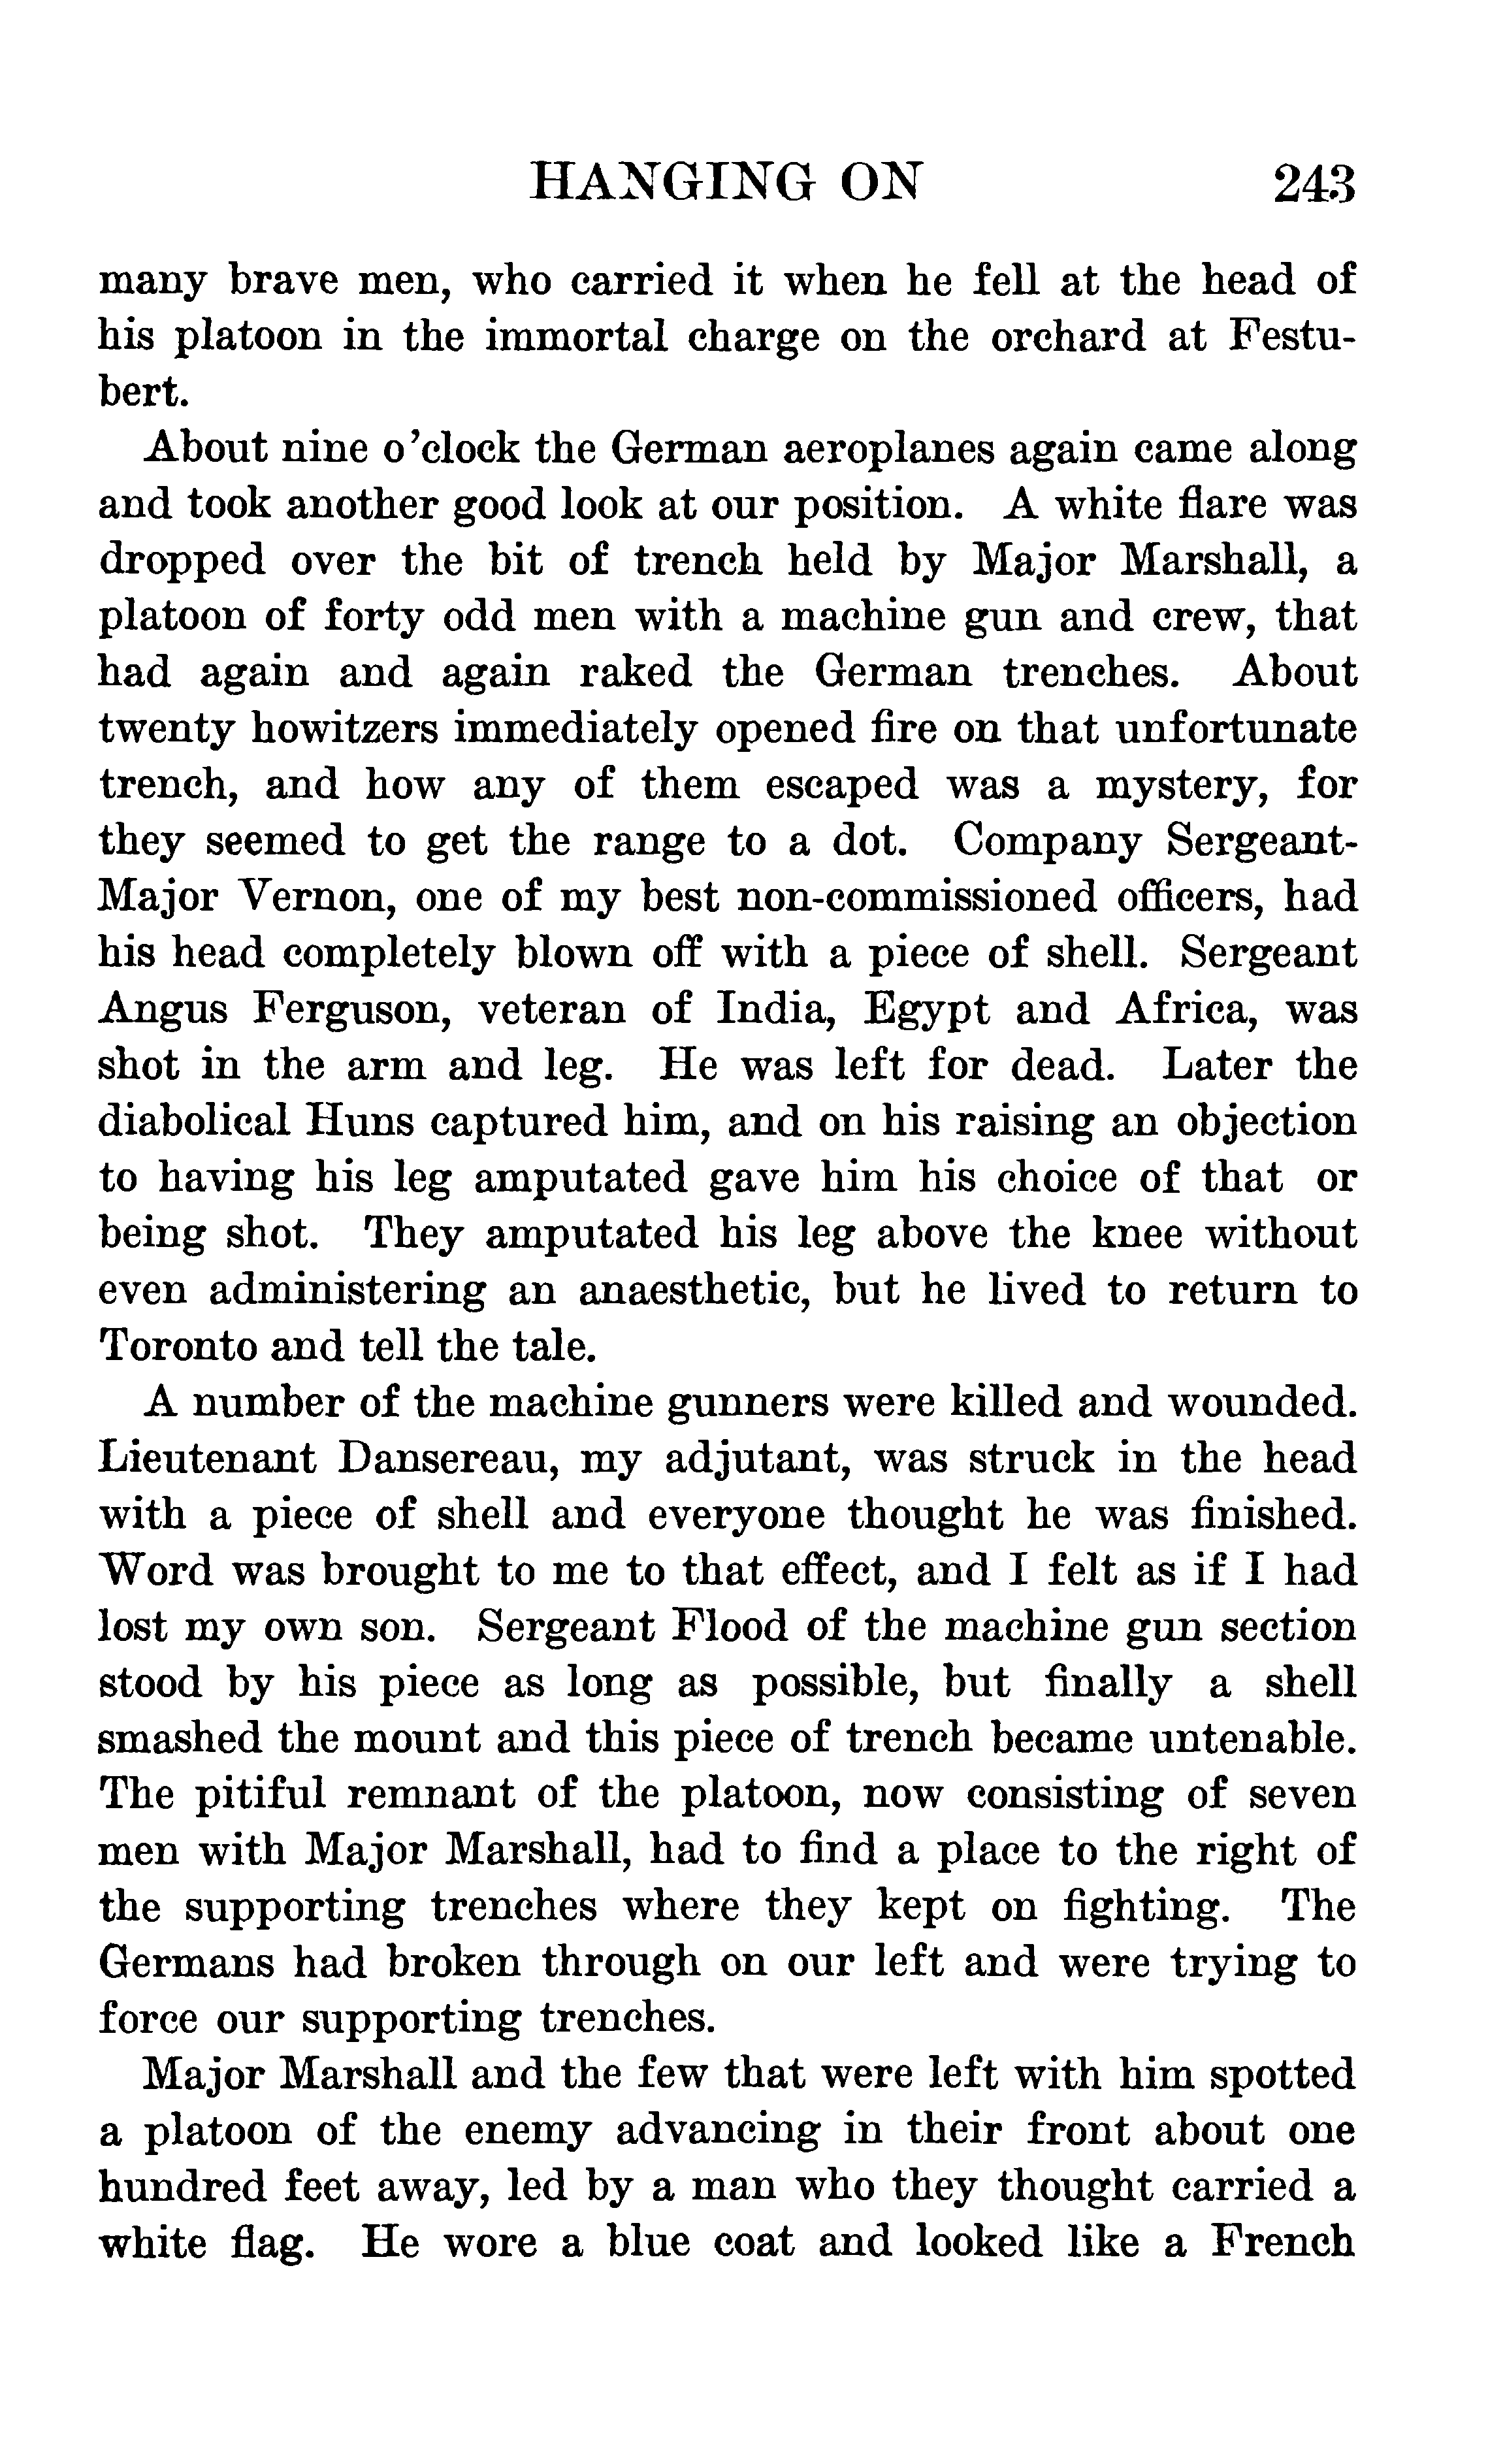 HANGING ON 243
many brave men, who carried it when he fell at the head of
his platoon in the immortal charge on the orchard at Festu-
bert.
About nine o'clock the German aeroplanes again came along
and took another good look at our position. A white flare was
dropped over the bit of trench held by Major Marshall, a
platoon of forty odd men with a machine gun and crew, that
had again and again raked the German trenches. About
twenty howitzers immediately opened fire on that unfortunate
trench, and how any of them escaped was a mystery, for
they seemed to get the range to a dot. Company Sergeant-
Major Vernon, one of my best non-commissioned officers, had
his head completely blown off with a piece of shell. Sergeant
Angus Ferguson, veteran of India, Egypt and Africa, was
shot in the arm and leg. He was left for dead. Later the
diabolical Huns captured him, and on his raising an objection
to having his leg amputated gave him his choice of that or
being shot. They amputated his leg above the knee without
even administering an anaesthetic, but he lived to return to
Toronto and tell the tale.
A number of the machine gunners were killed and wounded.
Lieutenant Dansereau, my adjutant, was struck in the head
with a piece of shell and everyone thought he was finished.
Word was brought to me to that effect, and I felt as if I had
lost my own son. Sergeant Flood of the machine gun section
stood by his piece as long as possible, but finally a shell
smashed the mount and this piece of trench became untenable.
The pitiful remnant of the platoon, now consisting of seven
men with Major Marshall, had to find a place to the right of
the supporting trenches where they kept on fighting. The
Germans had broken through on our left and were trying to
force our supporting trenches.
Major Marshall and the few that were left with him spotted
a platoon of the enemy advancing in their front about one
hundred feet away, led by a man who they thought carried a
white flag. He wore a blue coat and looked like a French